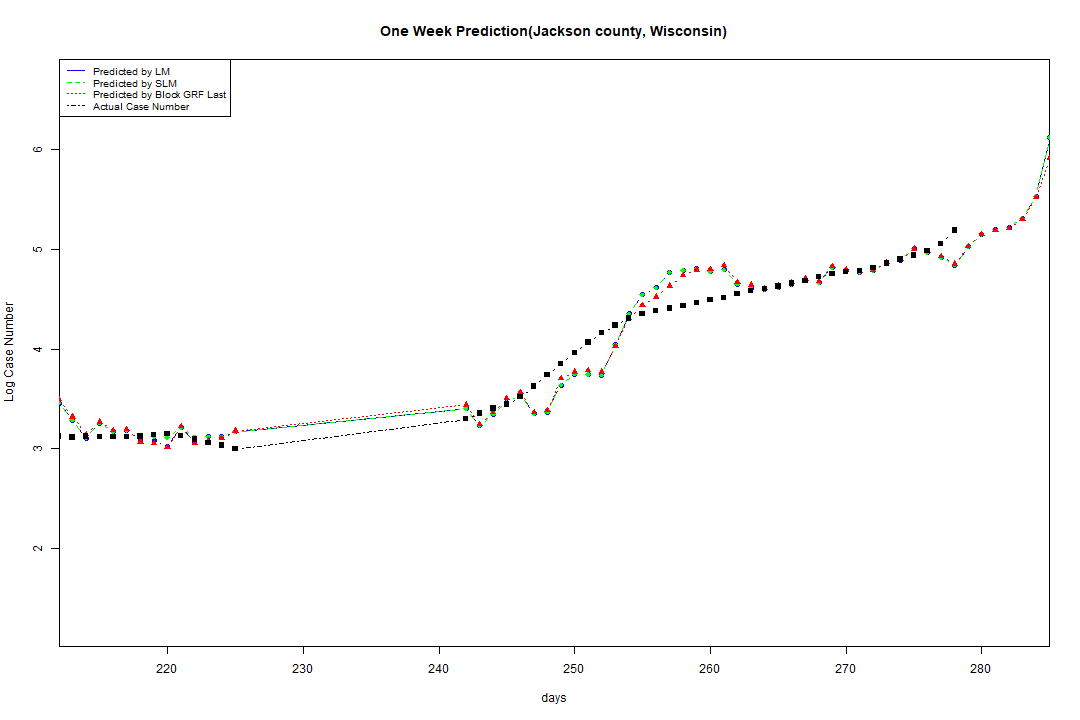 One Week Prediction(Jackson county, Wisconsin)
Predicted by LM
Predicted by SLM
Predicted by Block GRF Last
Actual Case Number
6
5
4
3
2
Log Case Number
220 230 240 250 260 270 280
days